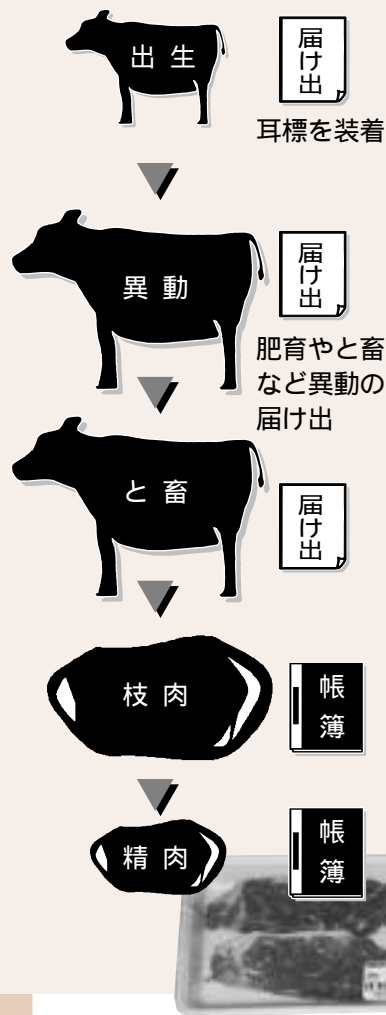 出生
届け出
耳標を装着
異動
届け出
肥育やと畜
など異動の
届け出
と畜
届け出
枝肉
帳簿
精肉
帳簿